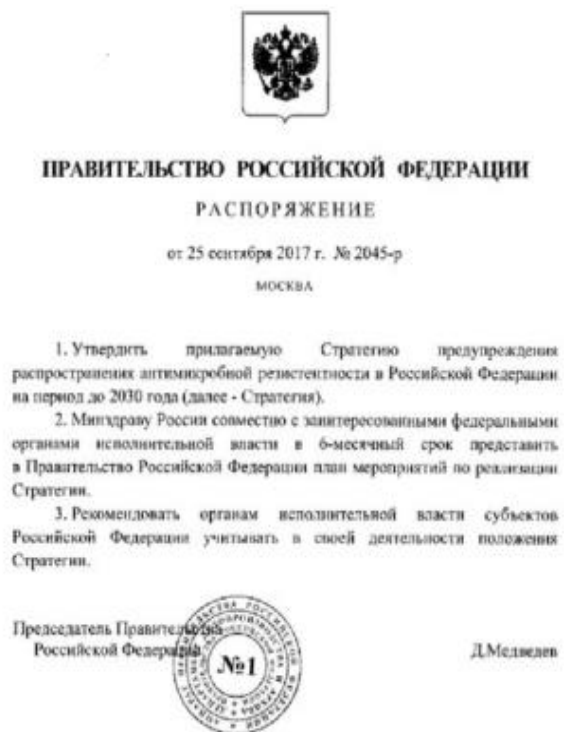 ПРАВИТЕЛЬСТВО РОССИЙСКОЙ ФЕДЕРАЦИИ
РАСПОРЯЖЕНИЕ
от 25 сентября 2017 г. № 2045-р
МОСКВА
1. Утвердить прилагаемую Стратегию предупреждения
распространения антимикробной резистентности в Российской Федерации
на период до 2030 года (далее - Стратегия).
2. Минздраву России совместно с заинтересованными федеральными
органами исполнительной власти в 6-месячный срок представить
в Правительство Российской Федерации план мероприятий по реализации
Стратегии.
3. Рекомендовать органам исполнительной власти субъектов
Российской Федерации учитывать в своей деятельности положения
Стратегии.
Председатель Правительства
Российской Федерации
Д.Медведев
№1